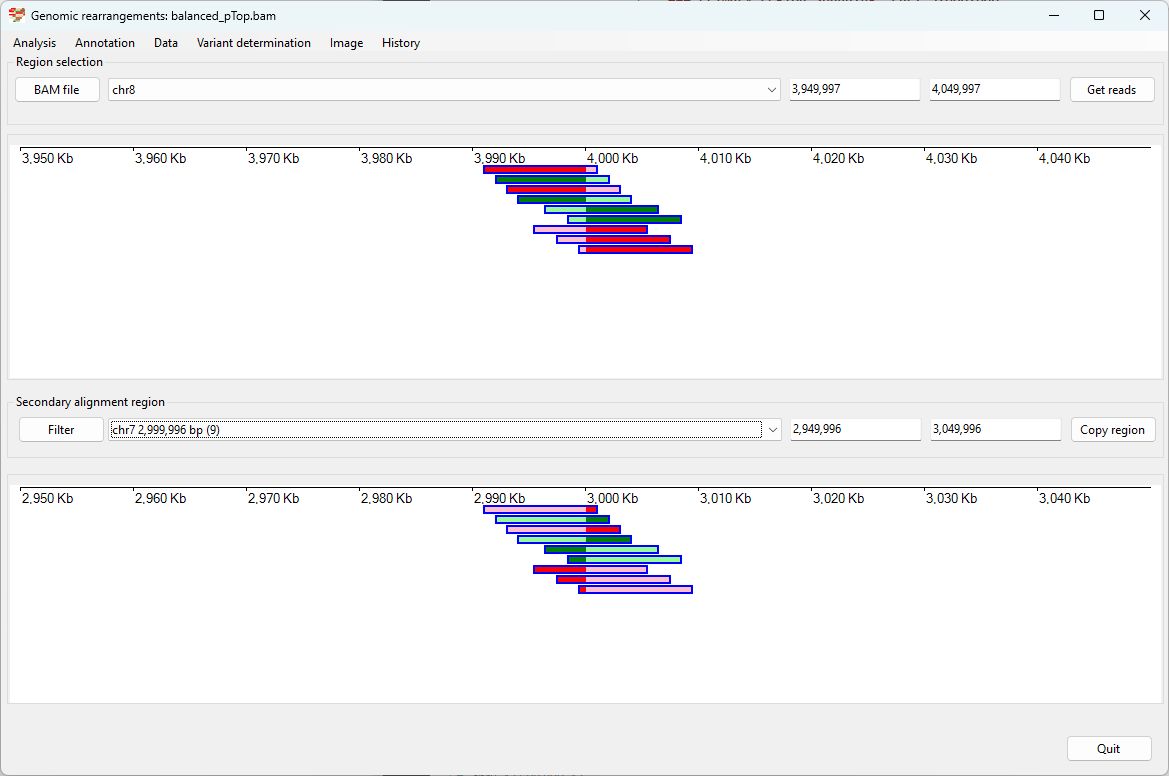 Genomic rearrangements: balanced_pTop.bam
Analysis Annotation Data Variant determination Image History
Region selection
BAM file chr8 3,949,997 4,049,997 Get reads
3,950 Kb 3,960 Kb 3,970 Kb 3,980 Kb 3,990 Kb 4,000 Kb 4,010 Kb 4,020 Kb 4,030 Kb 4,040 Kb
Secondary alignment region
Filter chr7 2,999,996 bp (9) 2,949,996 3,049,996 Copy region
2,950 Kb 2,960 Kb 2,970 Kb 2,980 Kb 2,990 Kb 3,000 Kb 3,010 Kb 3,020 Kb 3,030 Kb 3,040 Kb
Quit